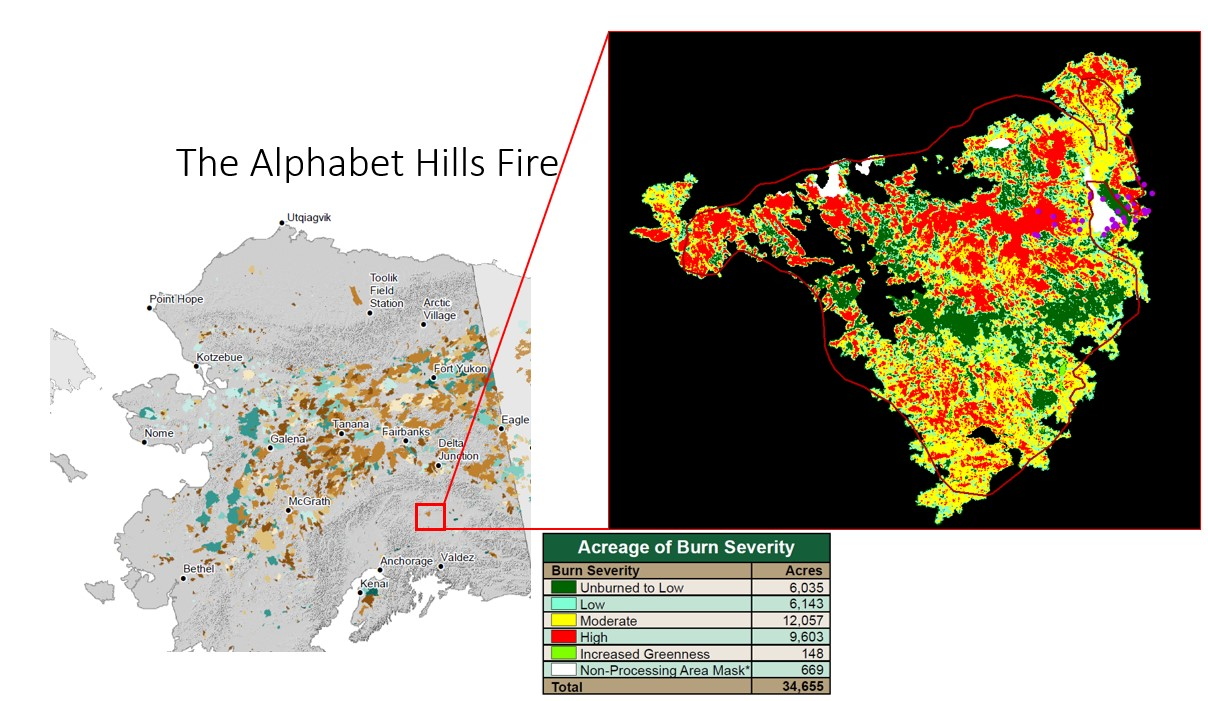 The Alphabet Hills Fire
Utqiagvik
Toolik
Field
Station
Point Hope
Arctic
Village
Kotzebue
Fort Yukon
Nome
Galena
Tanana
Fairbanks
Eagle
Delta
Junction
McGrath
Anchorage
Valdez
Bethel
Kenai
Acreage of Burn Severity
Burn Severity Acres
Unburned to Low 6,035
Low 6,143
Moderate 12,057
High 9,603
Increased Greenness 148
Non-Processing Area Mask* 669
Total 34,655